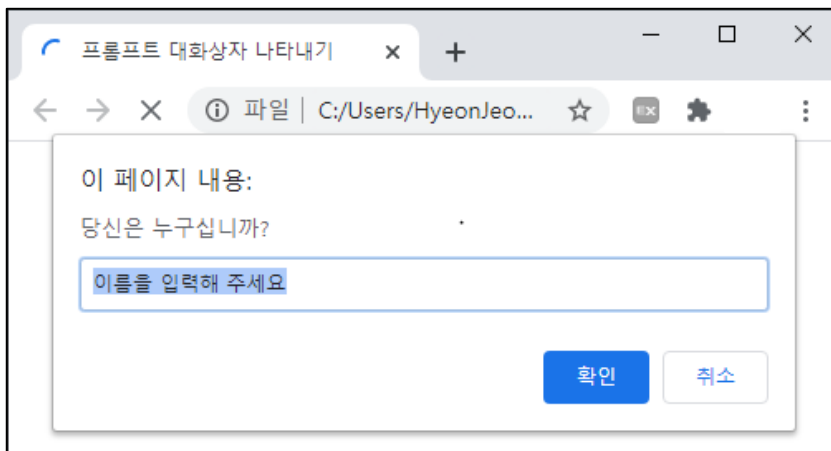 프롬프트 대화상자 나타내기
파일 | C:/Users/HyeonJeo...
EX
이 페이지 내용:
당신은 누구십니까?
이름을 입력해 주세요
확인 취소